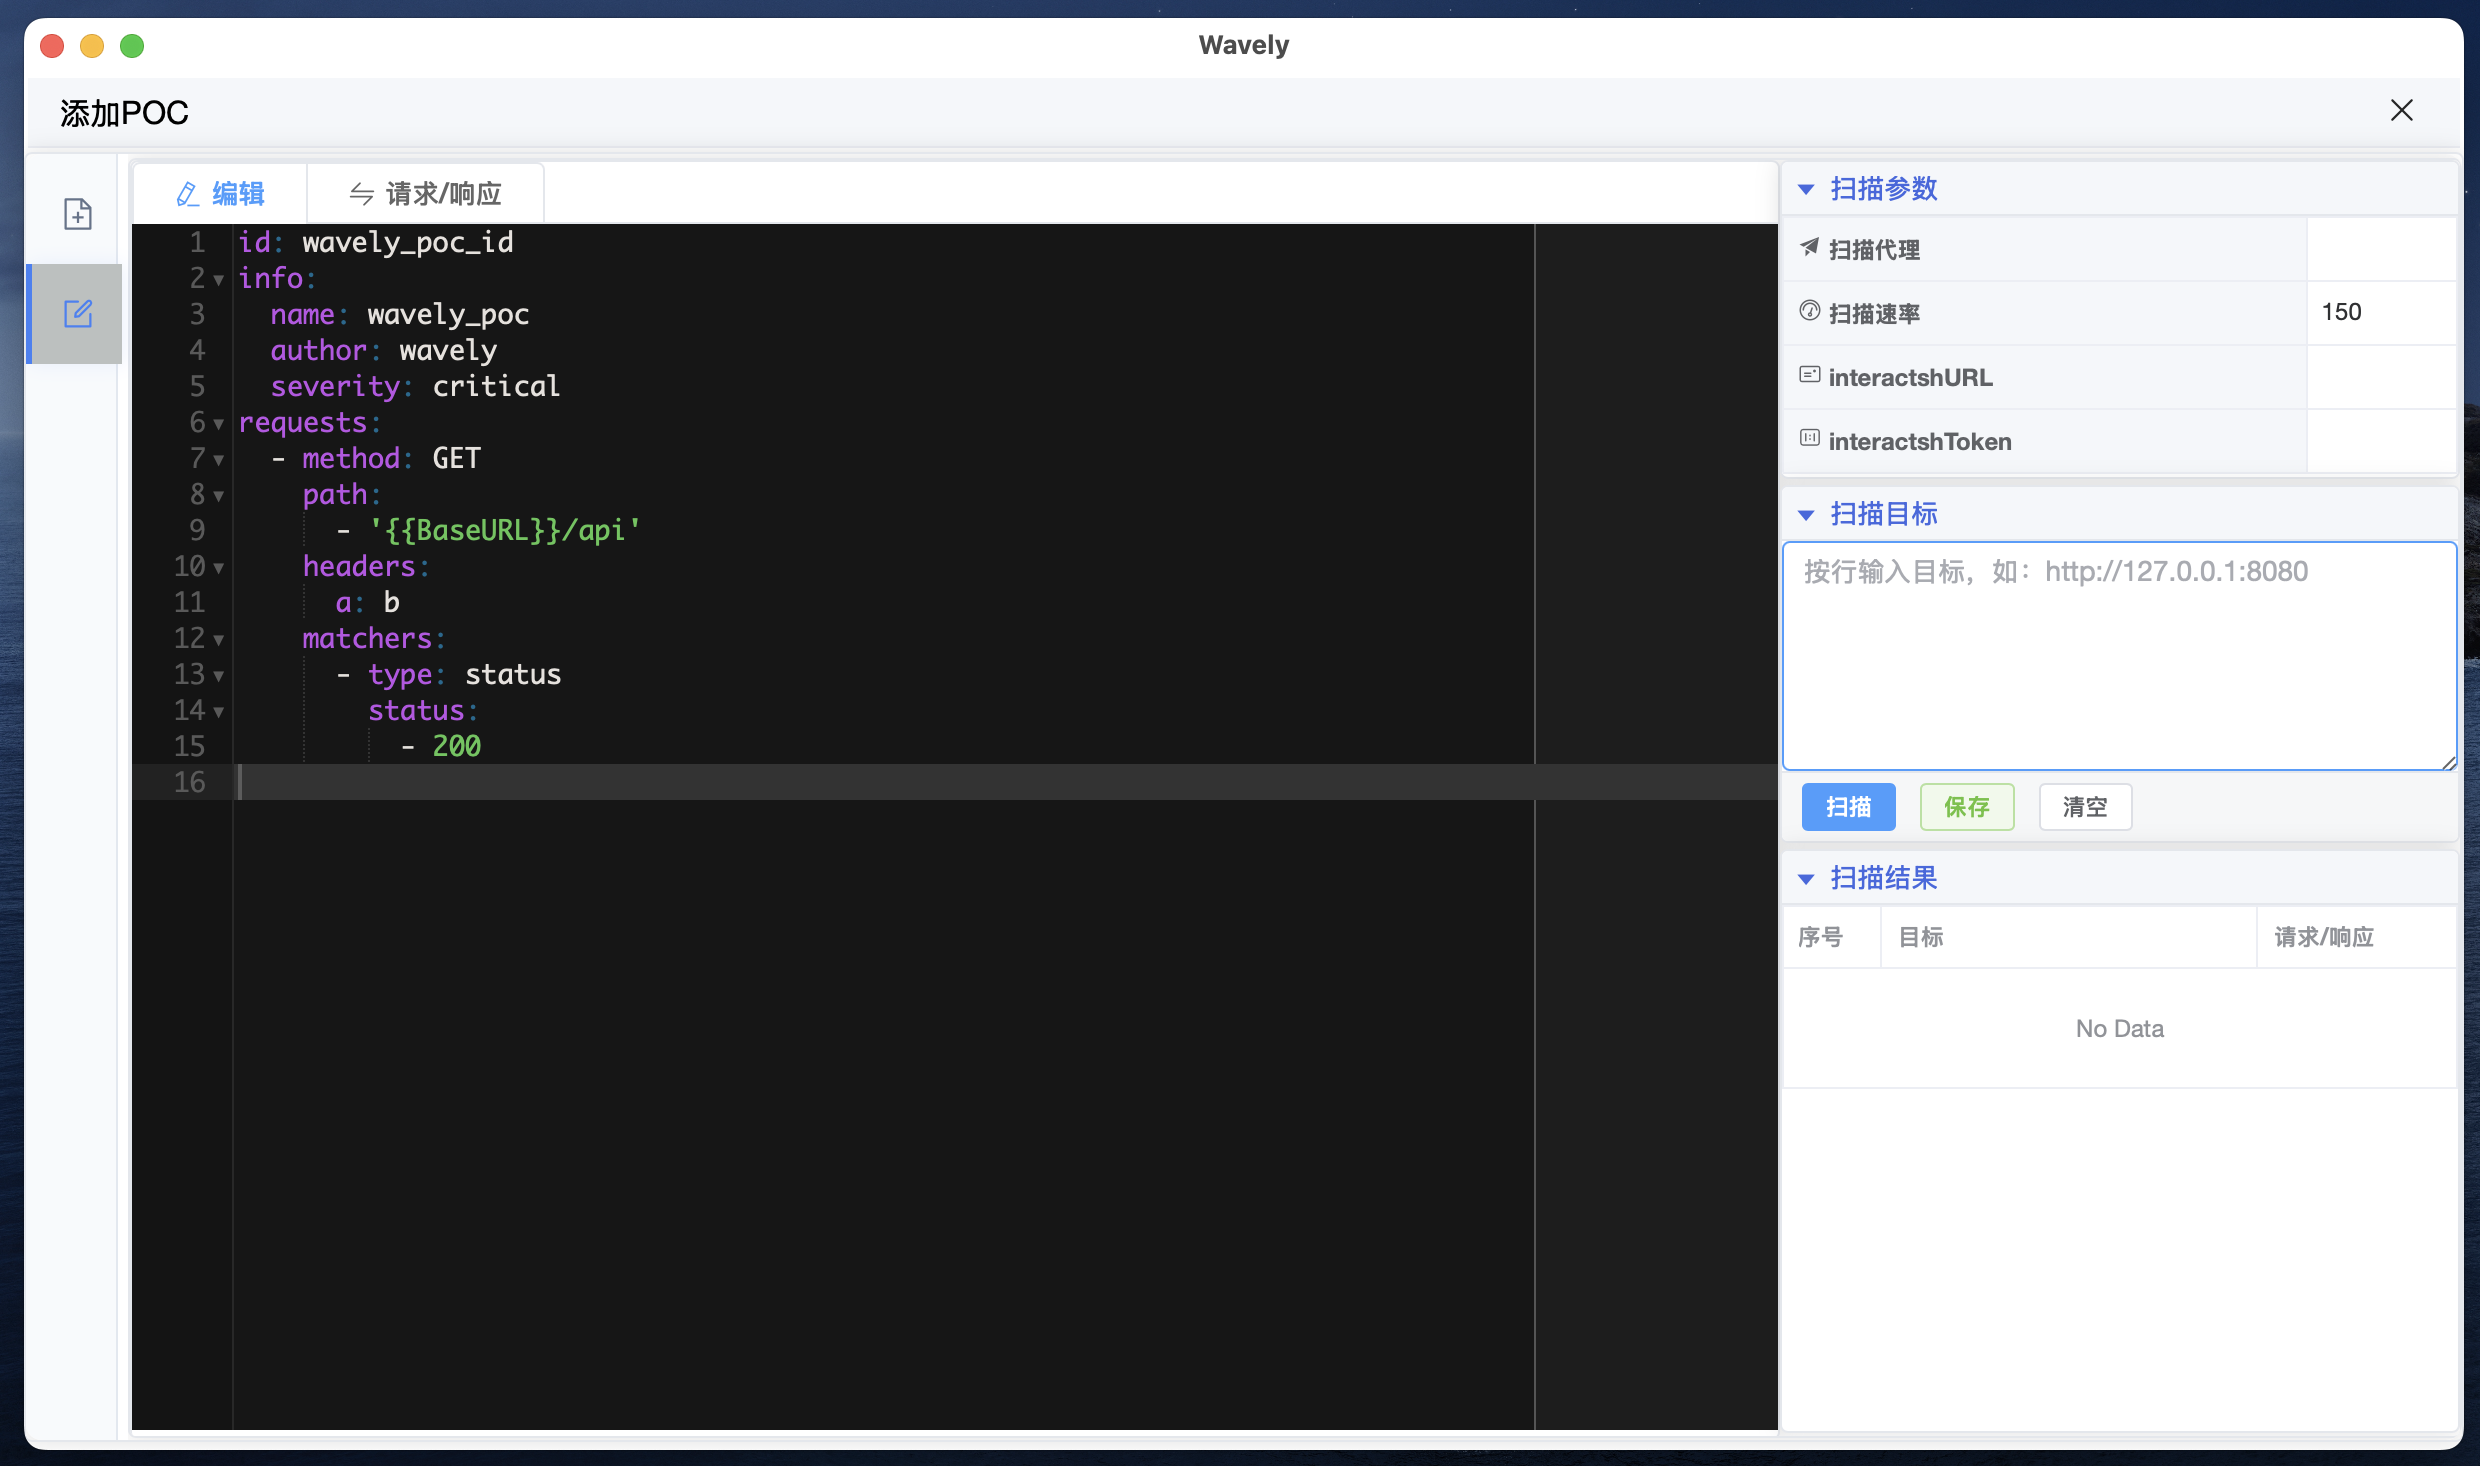 Wavely
添加POC
编辑
请求/响应
1 id: wavely_poc_id
2 info:
3 name: wavely_poc
4 author: wavely
5 severity: critical
6 requests:
7 - method: GET
8 path:
9 - '{{BaseURL}}/api'
10 headers:
11 a: b
12 matchers:
13 - type: status
14 status:
15 - 200
16
扫描参数
扫描代理
扫描速率 150
interactshURL
interactshToken
扫描目标
按行输入目标，如：http://127.0.0.1:8080
扫描 保存 清空
扫描结果
序号 目标 请求/响应
No Data